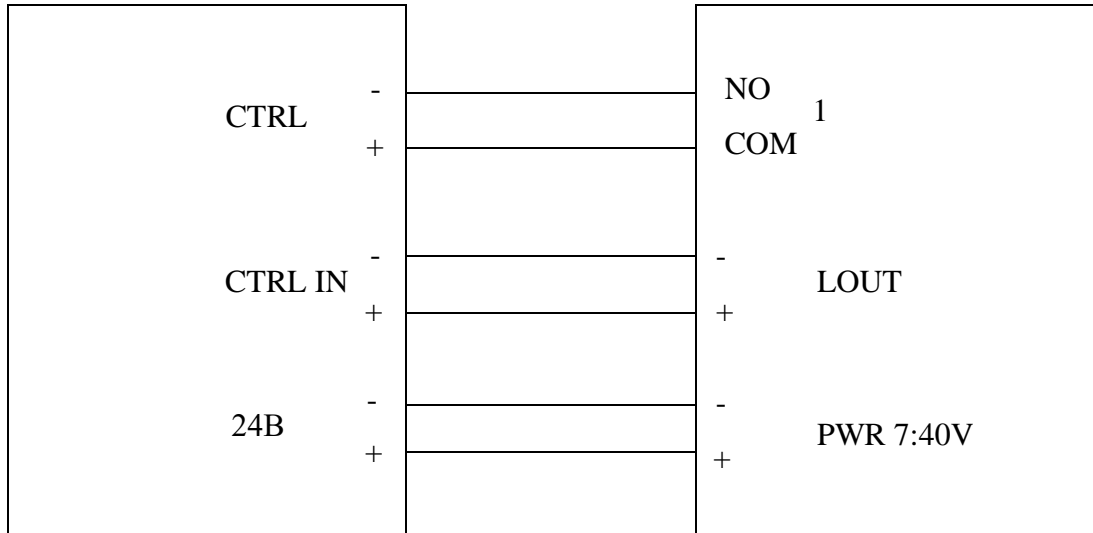 - NO
CTRL 1
+ COM
- -
CTRL IN LOUT
+ +
- -
24B PWR 7:40V
+ +